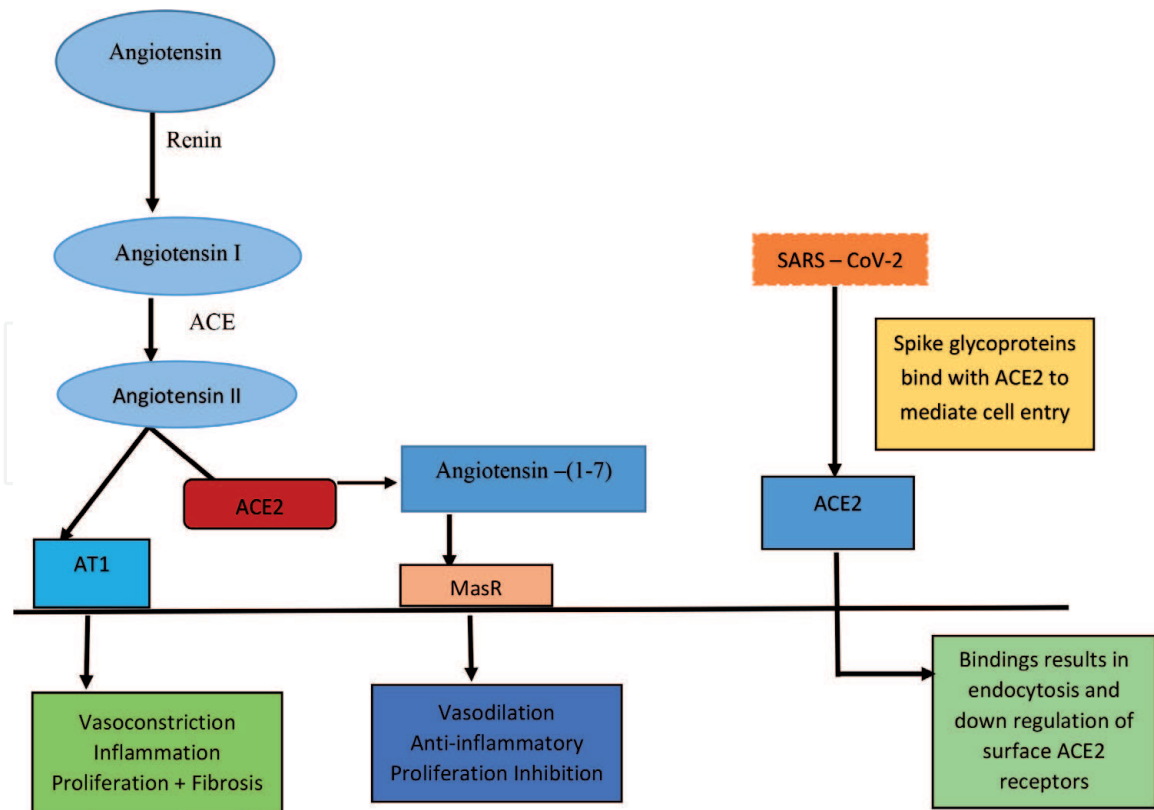 Angiotensin
Renin
Angiotensin I
ACE
Angiotensin II
ACE2
Angiotensin –(1-7)
AT1
MasR
Vasoconstriction
Inflammation
Proliferation + Fibrosis
Vasodilation
Anti-inflammatory
Proliferation Inhibition
SARS – CoV-2
Spike glycoproteins
bind with ACE2 to
mediate cell entry
ACE2
Bindings results in
endocytosis and
down regulation of
surface ACE2
receptors